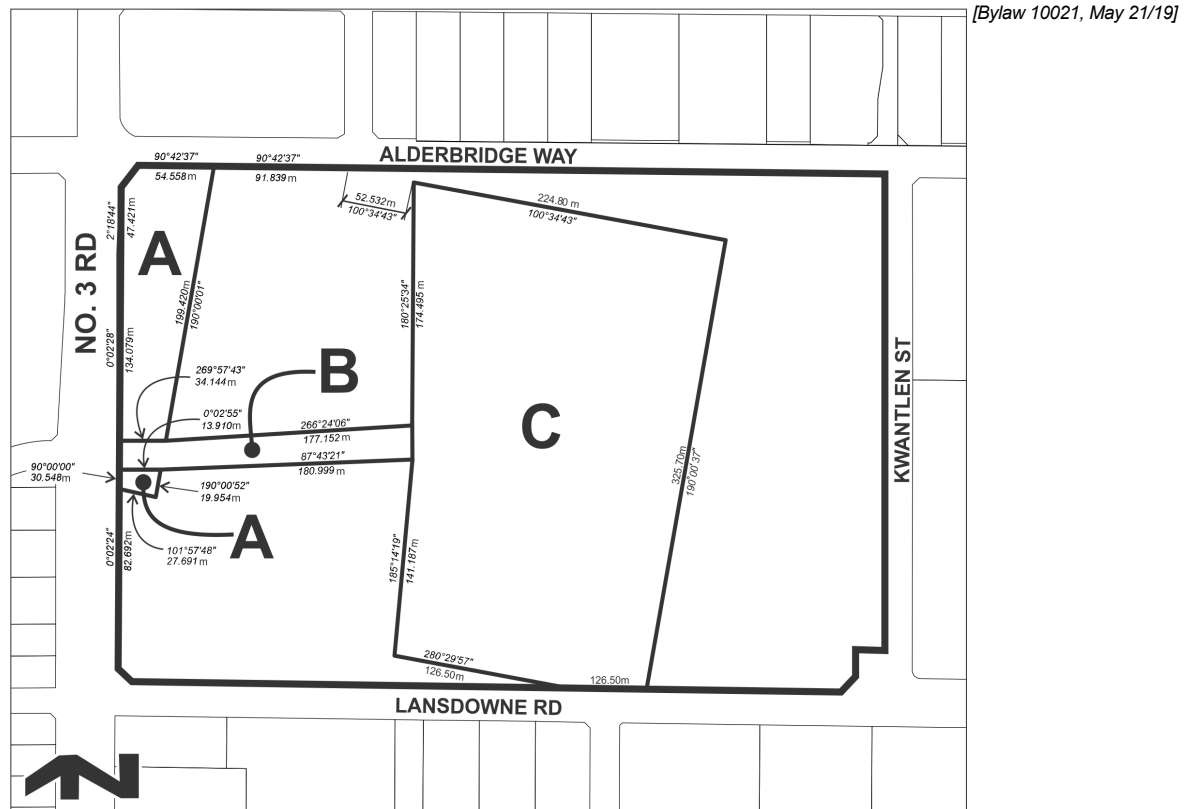 [Bylaw 10021, May 21/19]
ALDERBRIDGE WAY
90°42'37"
54.558 m
90°42'37"
91.839 m
52.532m
100°34'43"
224.80 m
100°34'43"
2°18'44"
47.421m
A
NO. 3 RD
199.420m
190°00'01"
180°25'34"
174.495 m
0°02'28"
134.079m
269°57'43"
34.144m
B
0°02'55"
13.910m
266°24'06"
177.152 m
C
KWANTLEN ST
87°43'21"
180.999 m
90°00'00"
30.548m
190°00'52"
19.954m
325.70m
190°00'37"
A
0°02'24"
82.692m
101°57'48"
27.691m
185°14'19"
141.187m
280°29'57"
126.50m
126.50m
LANSDOWNE RD
N